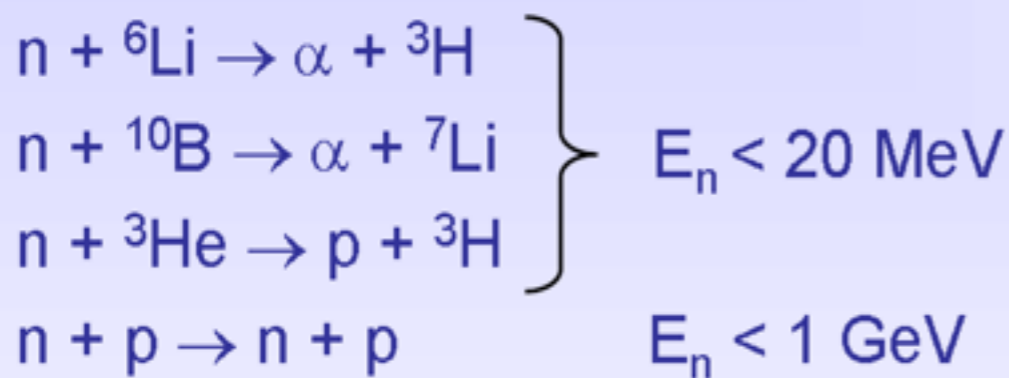 n + ⁶Li → α + ³H
n + ¹⁰B → α + ⁷Li
Eₙ < 20 MeV
n + ³He → p + ³H
n + p → n + p Eₙ < 1 GeV